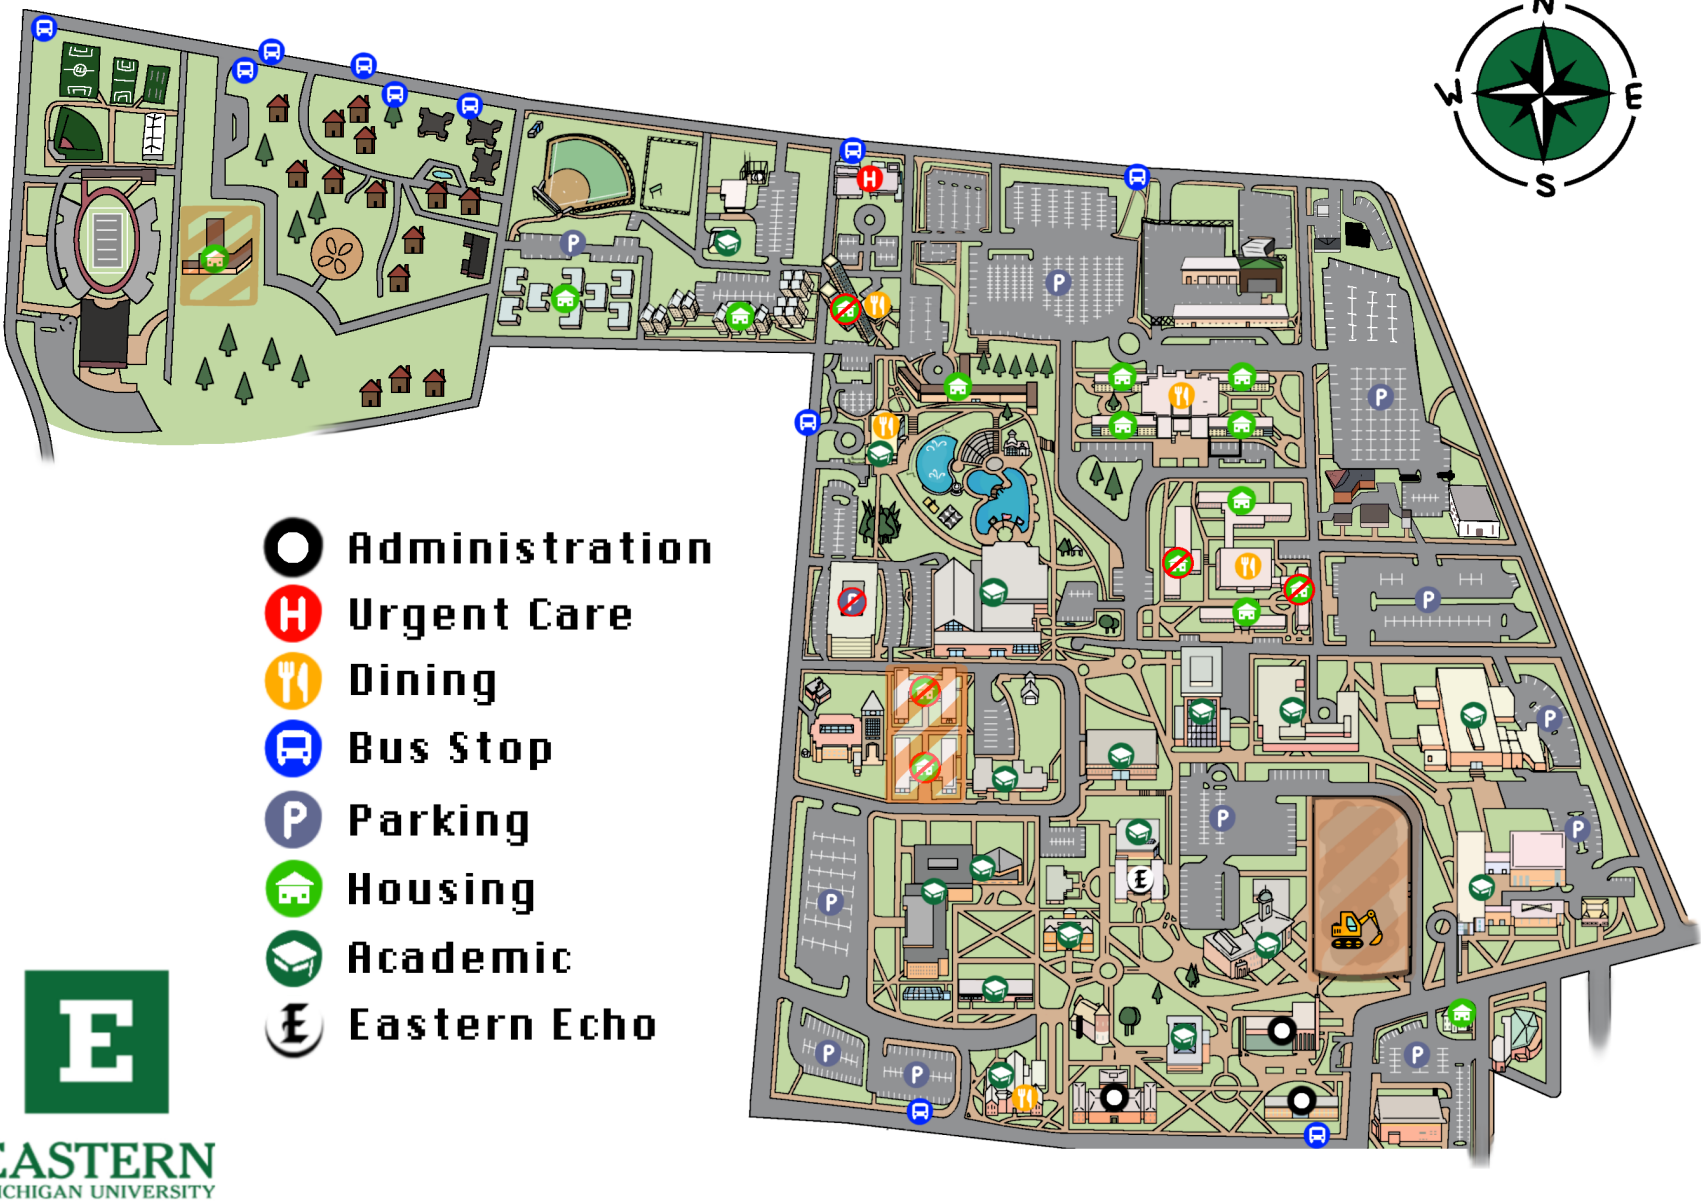 N
W E
S
H
Administration
H Urgent Care
Dining
Bus Stop
P Parking
Housing
Academic
E Eastern Echo
E
EASTERN
MICHIGAN UNIVERSITY
P
P
P
P
P
P
P
P
P
P
E
P
P
P